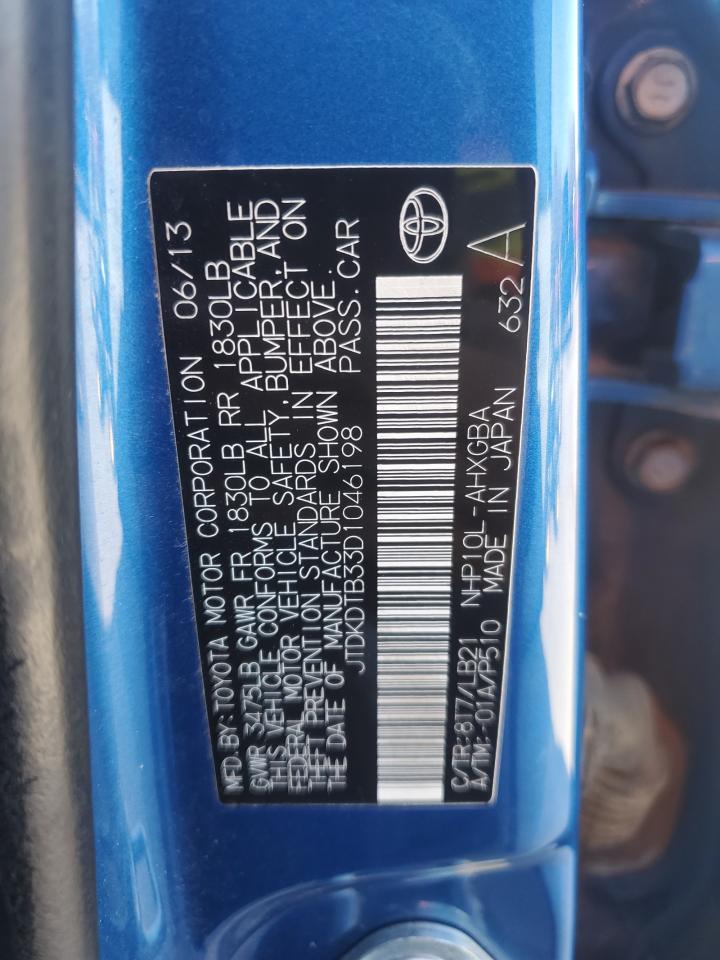 MFD.BY:TOYOTA MOTOR CORPORATION 06/13
GVWR 3475LB GAWR FR 1830LB RR 1830LB
THIS VEHICLE CONFORMS TO ALL APPLICABLE
FEDERAL MOTOR VEHICLE SAFETY,BUMPER,AND
THEFT PREVENTION STANDARDS IN EFFECT ON
THE DATE OF MANUFACTURE SHOWN ABOVE.
JTDKDTB33D1046198 PASS.CAR
C/TR:8T7/LB21 NHP10L-AHXGBA
A/TM:-01A/P510 MADE IN JAPAN 632 A